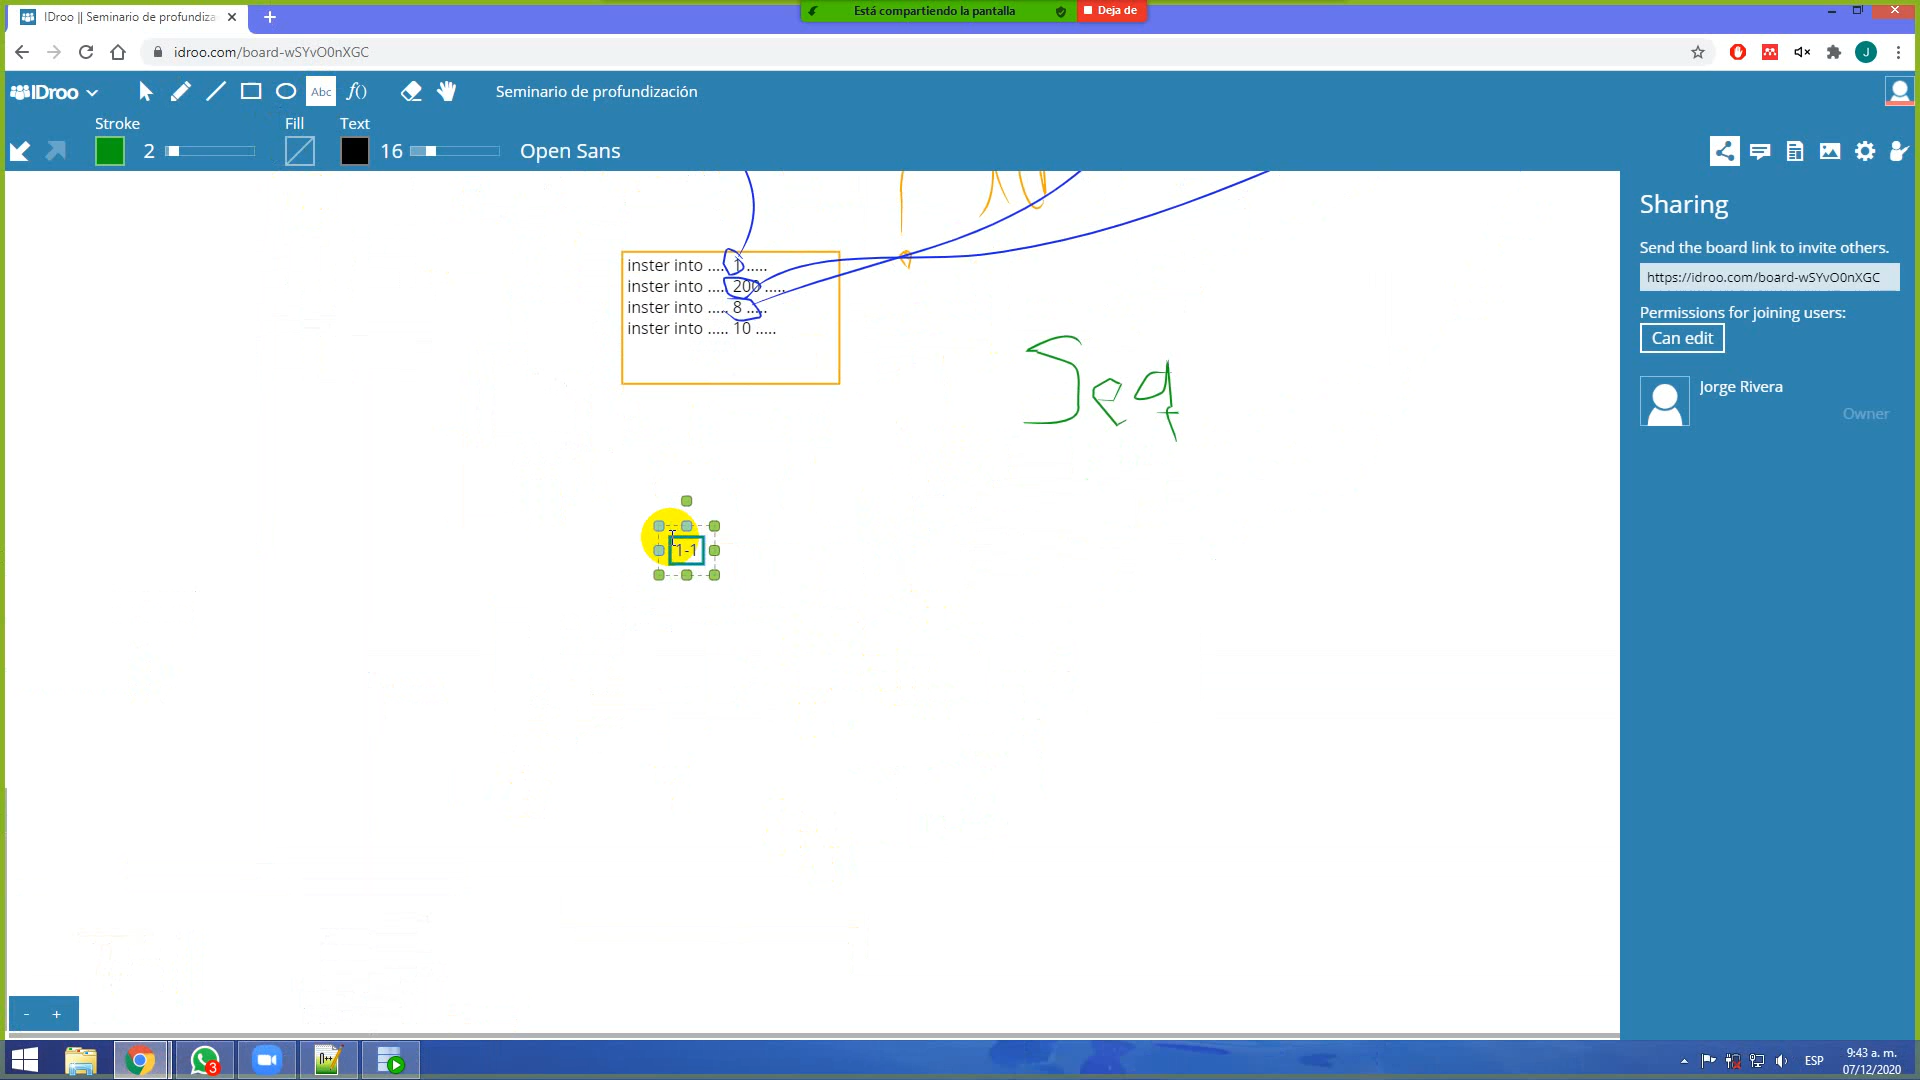 IDroo || Seminario de profundiza
Está compartiendo la pantalla
Deja de
idroo.com/board-wSYvO0nXGC
J
IDroo
Abc
f()
Seminario de profundización
Stroke
Fill
Text
2
16
Open Sans
inster into ..... 1 .....
inster into ..... 200 .....
inster into ..... 8 .....
inster into ..... 10 .....
Seq
1-1
Sharing
Send the board link to invite others.
https://idroo.com/board-wSYvO0nXGC
Permissions for joining users:
Can edit
Jorge Rivera
Owner
- +
3
ESP
9:43 a. m.
07/12/2020